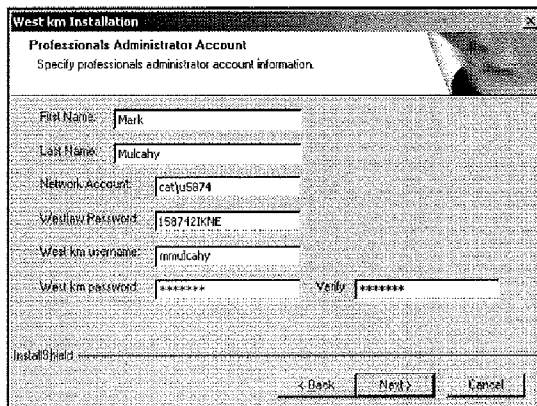 West km Installation
Professionals Administrator Account
Specify professionals administrator account information.
First Name: Mark
Last Name: Mulcahy
Network Account: cat\u5874
Westlaw Password: 158742IKNE
West km username: mmulcahy
West km password: ******* Verify: *******
InstallShield
< Back Next > Cancel